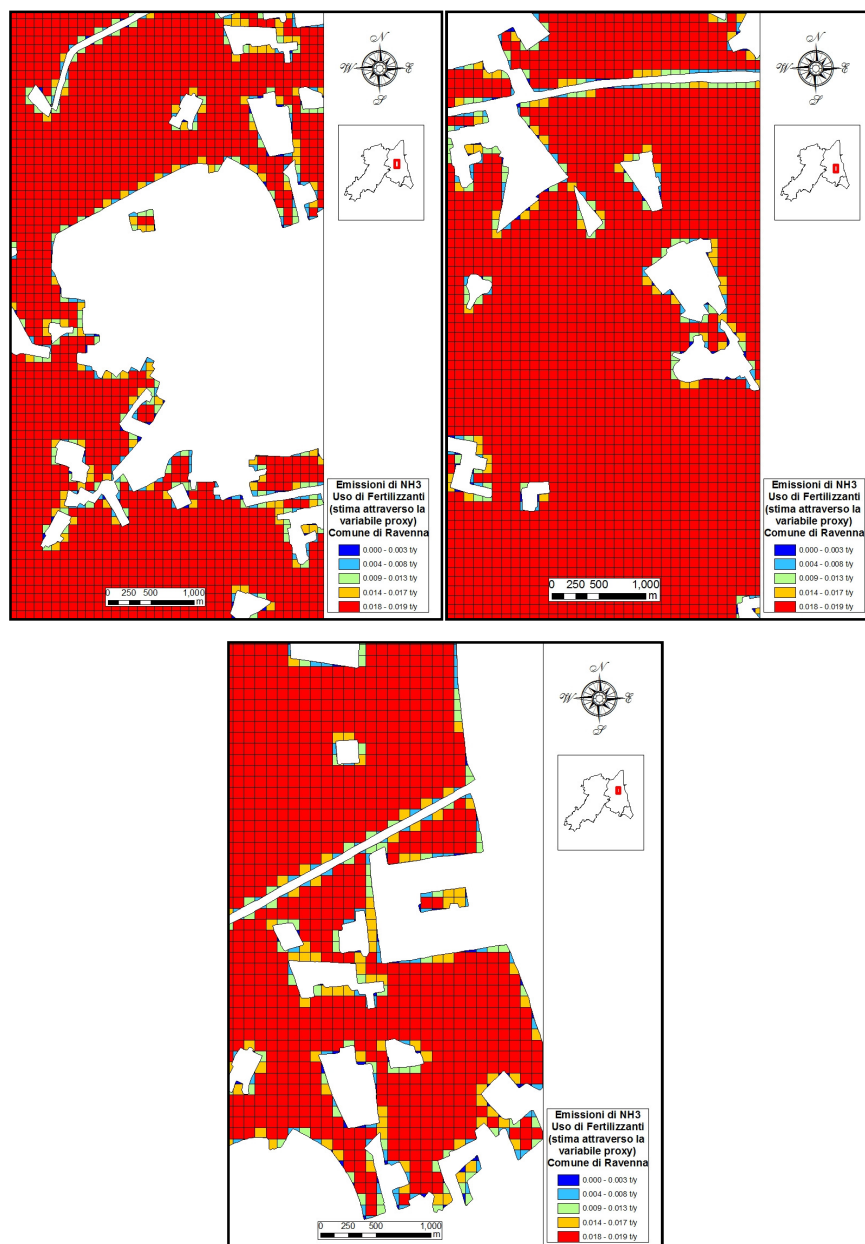 N
W
E
S
Emissioni di NH3
Uso di Fertilizzanti
(stima attraverso la
variabile proxy)
Comune di Ravenna
0.000 - 0.003 t/y
0.004 - 0.008 t/y
0.009 - 0.013 t/y
0.014 - 0.017 t/y
0.018 - 0.019 t/y
0 250 500 1,000
m
N
W
E
S
Emissioni di NH3
Uso di Fertilizzanti
(stima attraverso la
variabile proxy)
Comune di Ravenna
0.000 - 0.003 t/y
0.004 - 0.008 t/y
0.009 - 0.013 t/y
0.014 - 0.017 t/y
0.018 - 0.019 t/y
0 250 500 1,000
m
N
W
E
S
Emissioni di NH3
Uso di Fertilizzanti
(stima attraverso la
variabile proxy)
Comune di Ravenna
0.000 - 0.003 t/y
0.004 - 0.008 t/y
0.009 - 0.013 t/y
0.014 - 0.017 t/y
0.018 - 0.019 t/y
0 250 500 1,000
m